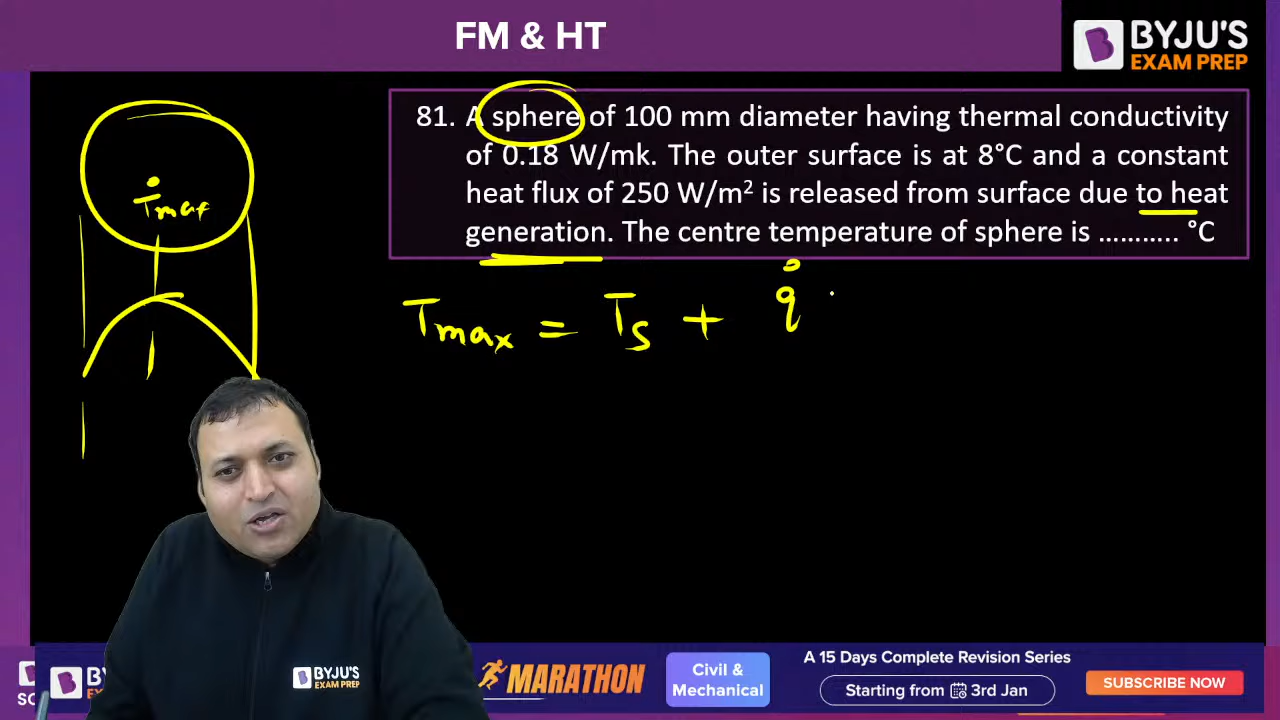 FM & HT
BYJU'S
EXAM PREP
81. A sphere of 100 mm diameter having thermal conductivity
of 0.18 W/mk. The outer surface is at 8°C and a constant
heat flux of 250 W/m² is released from surface due to heat
generation. The centre temperature of sphere is ……….. °C
Tmax
Tmax = Ts + q̇
BYJU'S
EXAM PREP
BYJU'S
EXAM PREP
MARATHON
Civil &
Mechanical
A 15 Days Complete Revision Series
Starting from 3rd Jan
SUBSCRIBE NOW